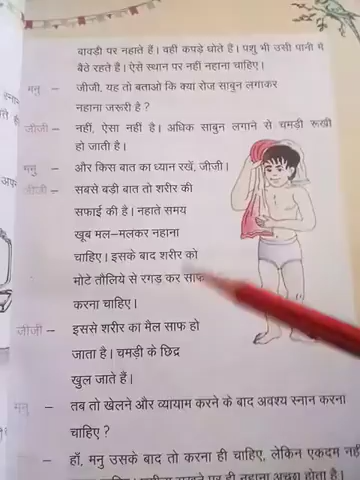 बावड़ी पर नहाते हैं। वहीं कपड़े धोते हैं। पशु भी उसी पानी में
बैठे रहते हैं। ऐसे स्थान पर नहीं नहाना चाहिए।
मनु – जीजी, यह तो बताओ कि क्या रोज साबुन लगाकर
नहाना जरूरी है ?
जीजी – नहीं, ऐसा नहीं है। अधिक साबुन लगाने से चमड़ी रूखी
हो जाती है।
मनु – और किस बात का ध्यान रखें, जीजी।
जीजी – सबसे बड़ी बात तो शरीर की
सफाई की है। नहाते समय
खूब मल–मलकर नहाना
चाहिए। इसके बाद शरीर को
मोटे तौलिये से रगड़ कर साफ
करना चाहिए।
जीजी – इससे शरीर का मैल साफ हो
जाता है। चमड़ी के छिद्र
खुल जाते हैं।
मनु – तब तो खेलने और व्यायाम करने के बाद अवश्य स्नान करना
चाहिए ?
– हाँ, मनु उसके बाद तो करना ही चाहिए, लेकिन एकदम नहीं
ही नहाना अच्छा होता है।